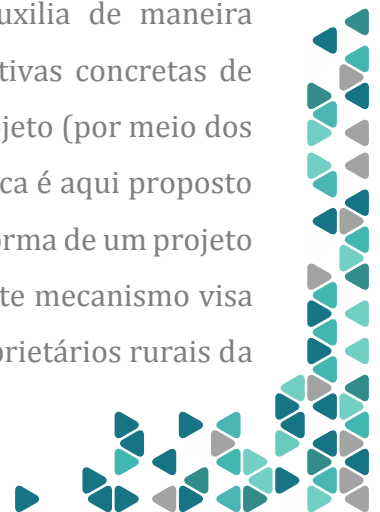 auxilia de maneira
tivas concretas de
jeto (por meio dos
ca é aqui proposto
orma de um projeto
te mecanismo visa
prietários rurais da